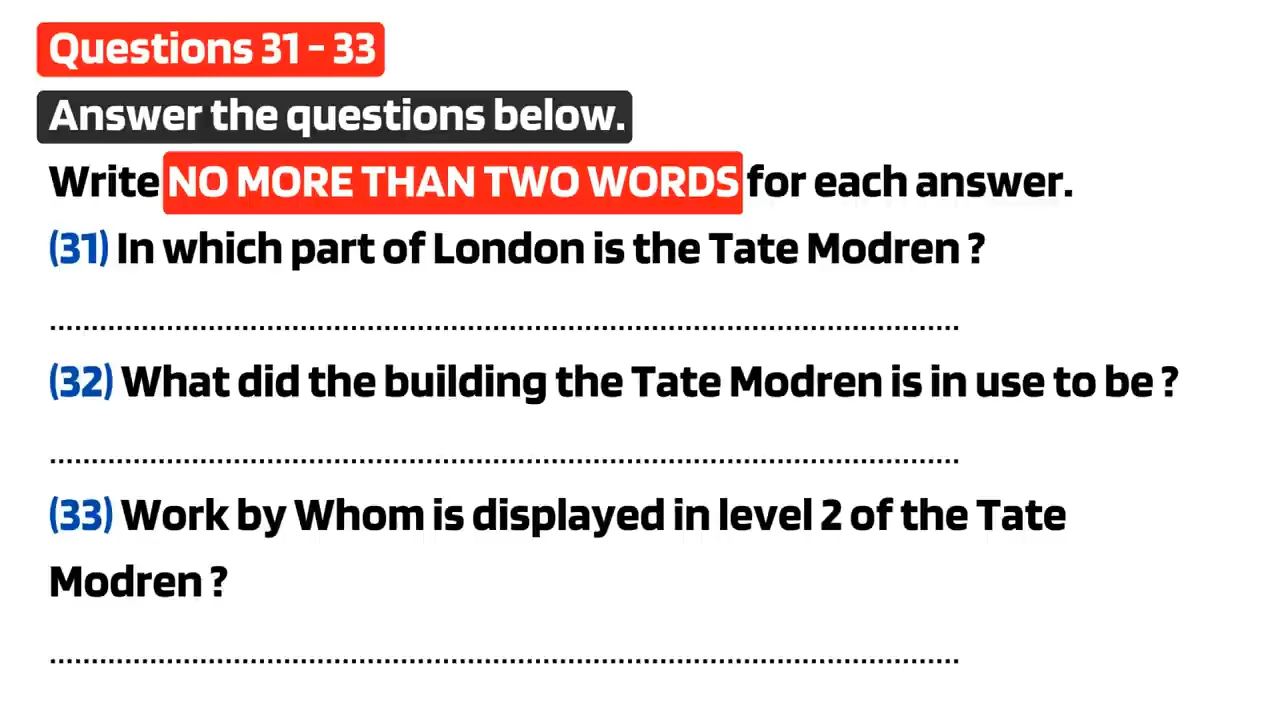 Questions 31 - 33
Answer the questions below.
Write NO MORE THAN TWO WORDS for each answer.
(31) In which part of London is the Tate Modren ?
..........................................................................................
(32) What did the building the Tate Modren is in use to be ?
..........................................................................................
(33) Work by Whom is displayed in level 2 of the Tate
Modren ?
..........................................................................................